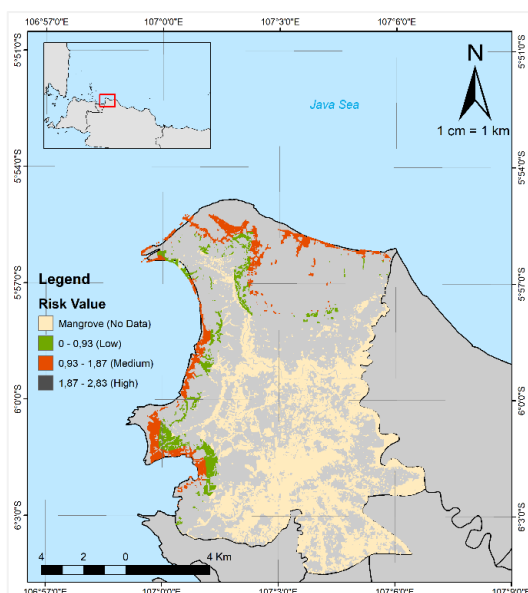 106°57'0"E 107°0'0"E 107°3'0"E 107°6'0"E
5°51'0"S
5°51'0"S
N
Java Sea
1 cm = 1 km
5°54'0"S
5°54'0"S
5°57'0"S
5°57'0"S
Legend
Risk Value
Mangrove (No Data)
0 - 0,93 (Low)
0,93 - 1,87 (Medium)
1,87 - 2,83 (High)
6°0'0"S
6°0'0"S
6°3'0"S
6°3'0"S
4 2 0 4 Km
106°57'0"E 107°0'0"E 107°3'0"E 107°6'0"E 107°9'0"E